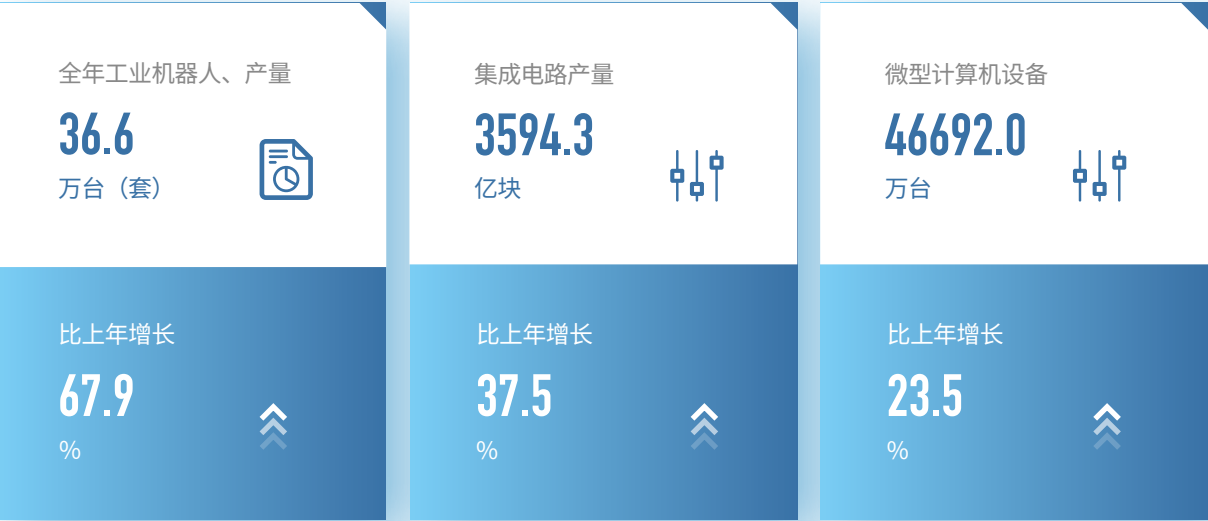 全年工业机器人、产量
36.6
万台（套）
比上年增长
67.9
%
集成电路产量
3594.3
亿块
比上年增长
37.5
%
微型计算机设备
46692.0
万台
比上年增长
23.5
%